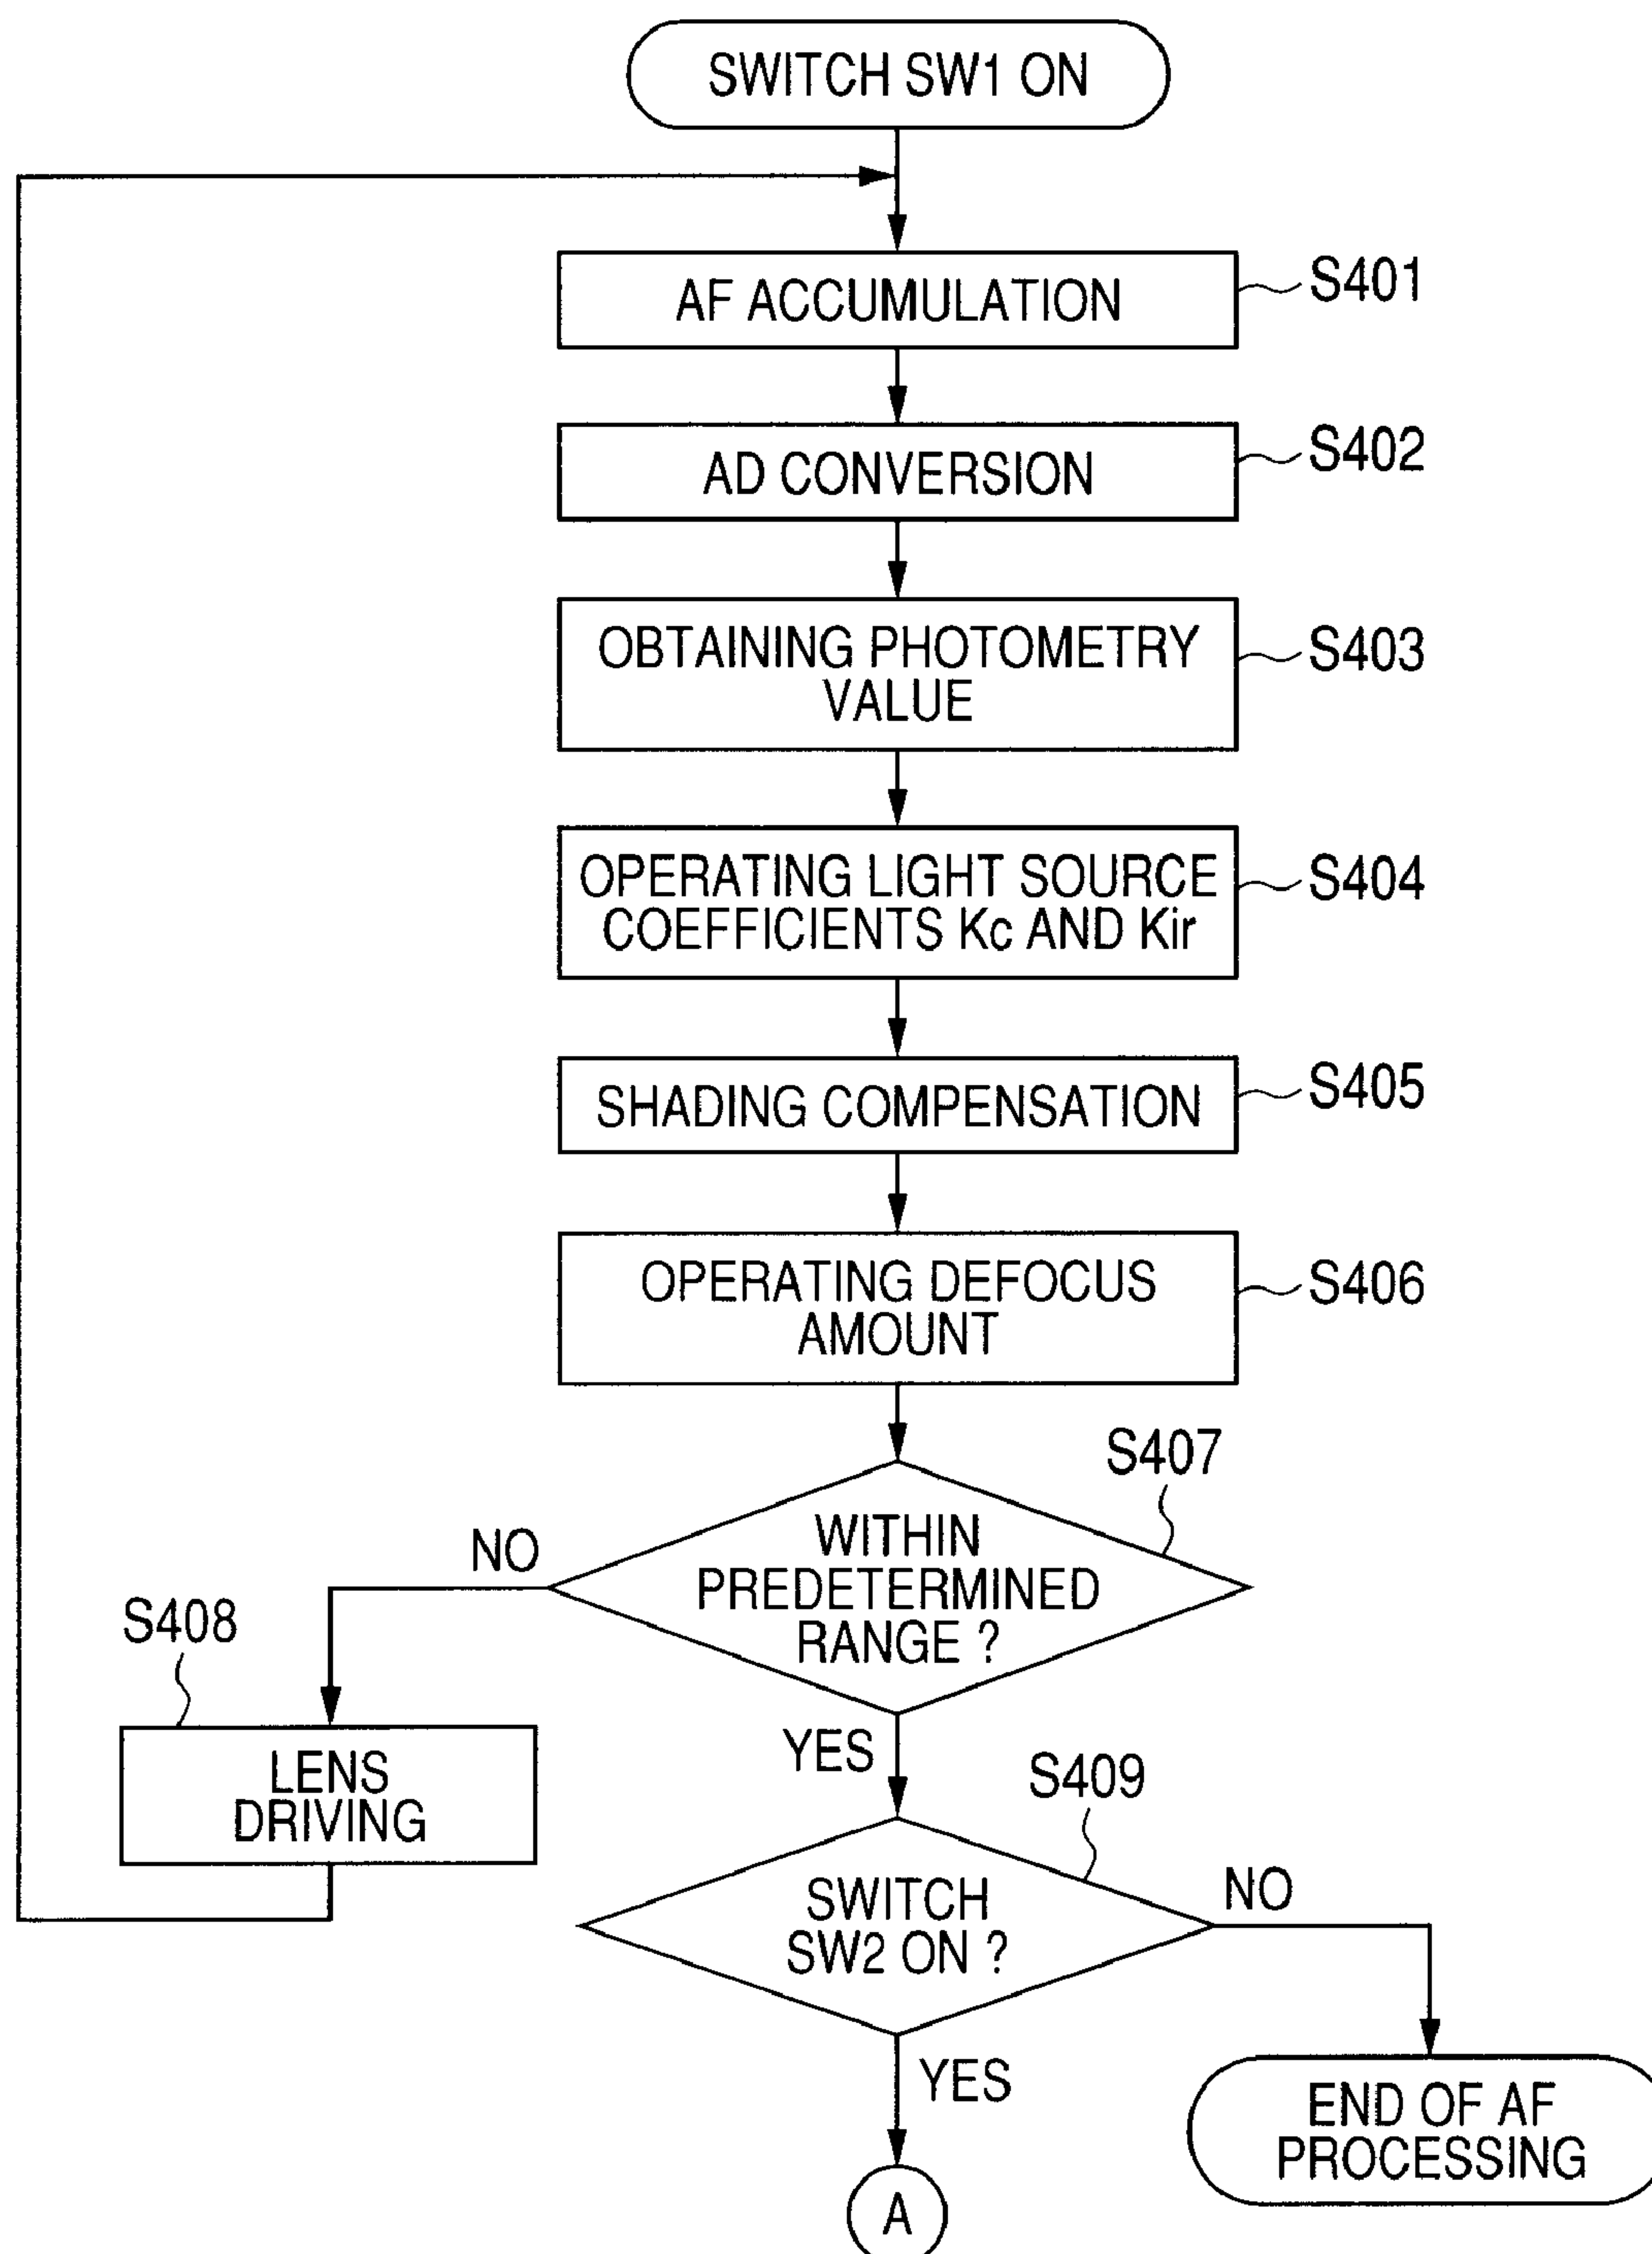 SWITCH SW1 ON
AF ACCUMULATION
S401
AD CONVERSION
S402
OBTAINING PHOTOMETRY
VALUE
S403
OPERATING LIGHT SOURCE
COEFFICIENTS Kc AND Kir
S404
SHADING COMPENSATION
S405
OPERATING DEFOCUS
AMOUNT
S406
S407
WITHIN
PREDETERMINED
RANGE ?
NO
S408
LENS
DRIVING
YES
S409
SWITCH
SW2 ON ?
NO
YES
END OF AF
PROCESSING
A